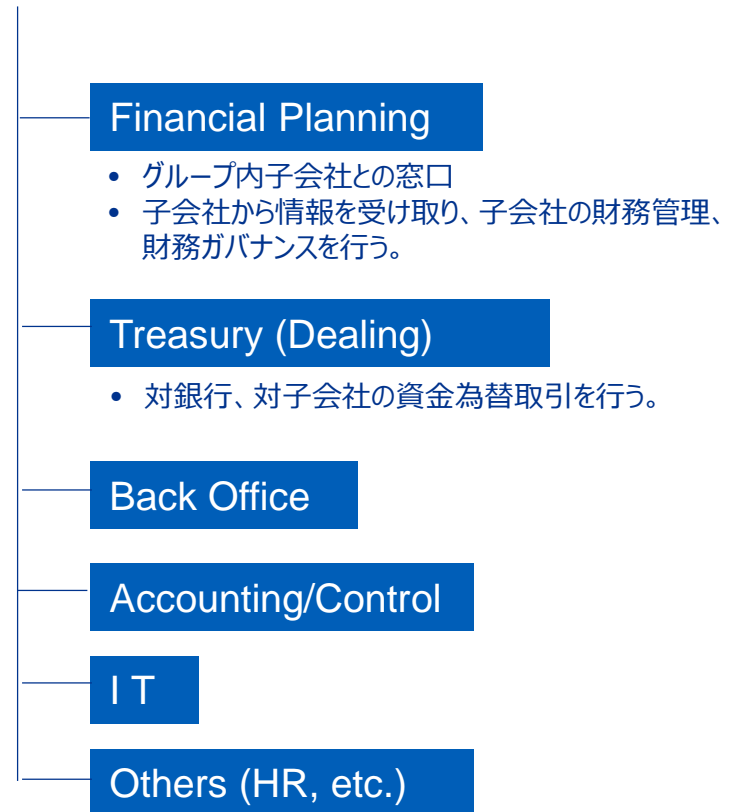 Financial Planning
• グループ内子会社との窓口
• 子会社から情報を受け取り、子会社の財務管理、
財務ガバナンスを行う。
Treasury (Dealing)
• 対銀行、対子会社の資金為替取引を行う。
Back Office
Accounting/Control
I T
Others (HR, etc.)